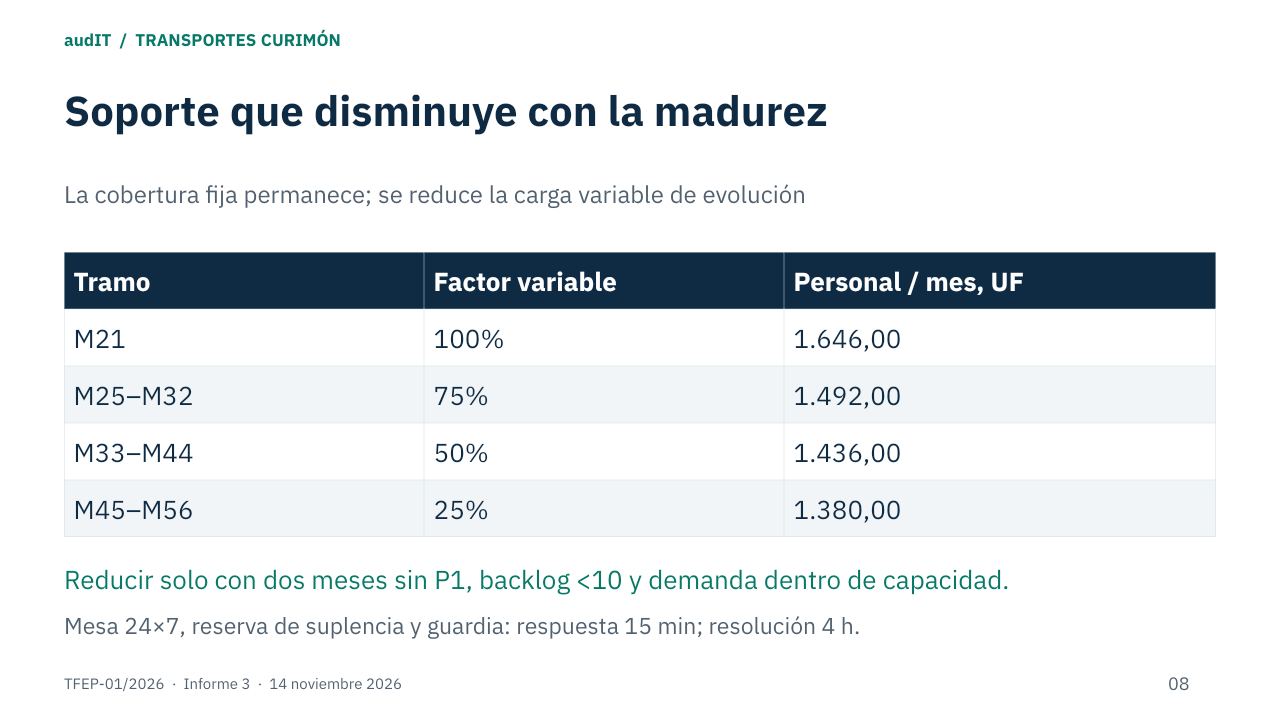 audIT / TRANSPORTES CURIMÓN
Soporte que disminuye con la madurez
La cobertura fija permanece; se reduce la carga variable de evolución
Tramo Factor variable Personal / mes, UF
M21 100% 1.646,00
M25–M32 75% 1.492,00
M33–M44 50% 1.436,00
M45–M56 25% 1.380,00
Reducir solo con dos meses sin P1, backlog <10 y demanda dentro de capacidad.
Mesa 24×7, reserva de suplencia y guardia: respuesta 15 min; resolución 4 h.
TFEP-01/2026 · Informe 3 · 14 noviembre 2026 08